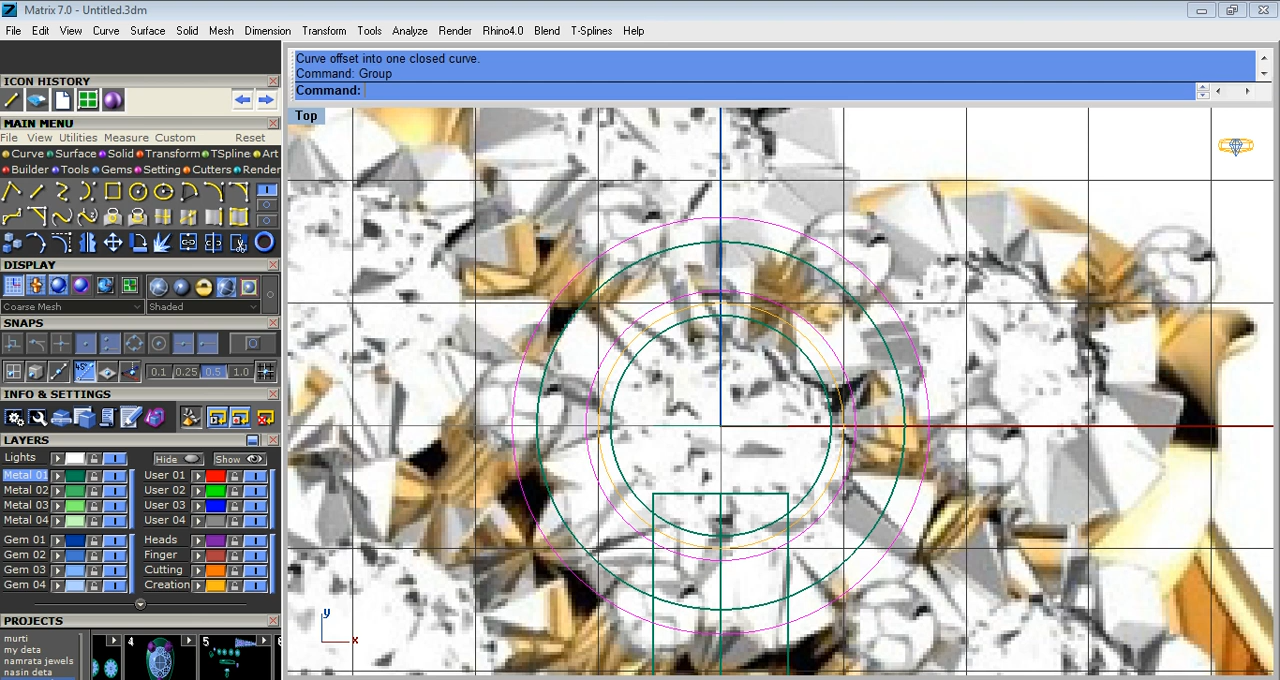 Matrix 7.0 - Untitled.3dm
File Edit View Curve Surface Solid Mesh Dimension Transform Tools Analyze Render Rhino4.0 Blend T-Splines Help
Curve offset into one closed curve.
Command: Group
Command:
ICON HISTORY
MAIN MENU
File View Utilities Measure Custom Reset
Curve Surface Solid Transform TSpline Art
Builder Tools Gems Setting Cutters Render
DISPLAY
Coarse Mesh Shaded
SNAPS
45°
0.1 0.25 0.5 1.0
INFO & SETTINGS
LAYERS
Lights Hide Show
Metal 01 User 01
Metal 02 User 02
Metal 03 User 03
Metal 04 User 04
Gem 01 Heads
Gem 02 Finger
Gem 03 Cutting
Gem 04 Creation
PROJECTS
murti
my deta
namrata jewels
nasin deta
4 5
Top
y
x